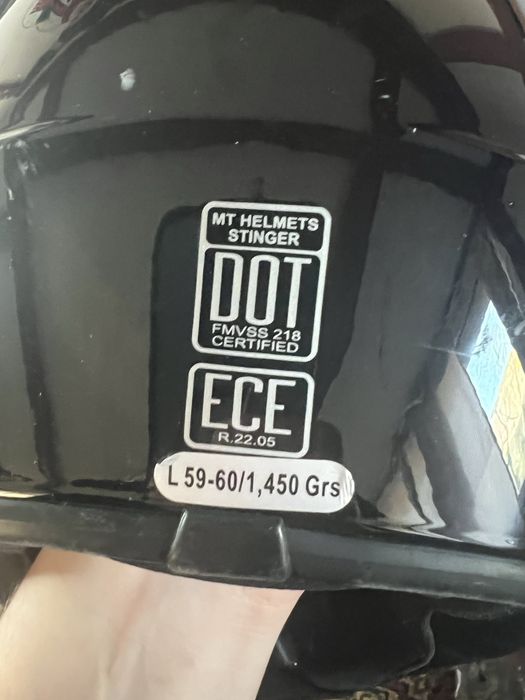 MT HELMETS
STINGER
DOT
FMVSS 218
CERTIFIED
ECE
R.22.05
L 59-60/1,450 Grs